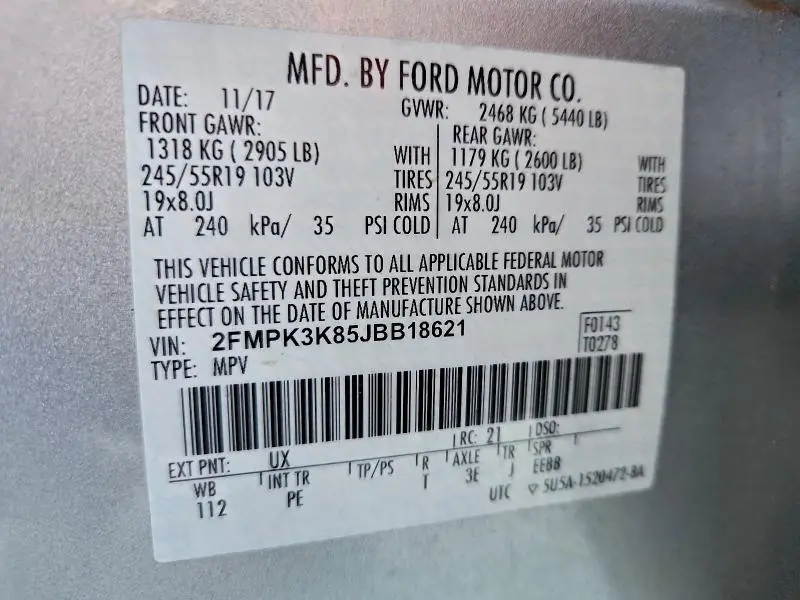 MFD. BY FORD MOTOR CO.
DATE: 11/17 GVWR: 2468 KG ( 5440 LB)
FRONT GAWR: REAR GAWR:
1318 KG ( 2905 LB) WITH 1179 KG ( 2600 LB) WITH
245/55R19 103V TIRES 245/55R19 103V TIRES
19x8.0J RIMS 19x8.0J RIMS
AT 240 kPa/ 35 PSI COLD AT 240 kPa/ 35 PSI COLD
THIS VEHICLE CONFORMS TO ALL APPLICABLE FEDERAL MOTOR
VEHICLE SAFETY AND THEFT PREVENTION STANDARDS IN
EFFECT ON THE DATE OF MANUFACTURE SHOWN ABOVE.
VIN: 2FMPK3K85JBB18621 F0143
TYPE: MPV T0278
EXT PNT: UX RC: 21 DSO:
WB INT TR TP/PS R AXLE TR SPR
112 PE T 3E J EEBB
UTC ▽ 5U5A-1520472-BA